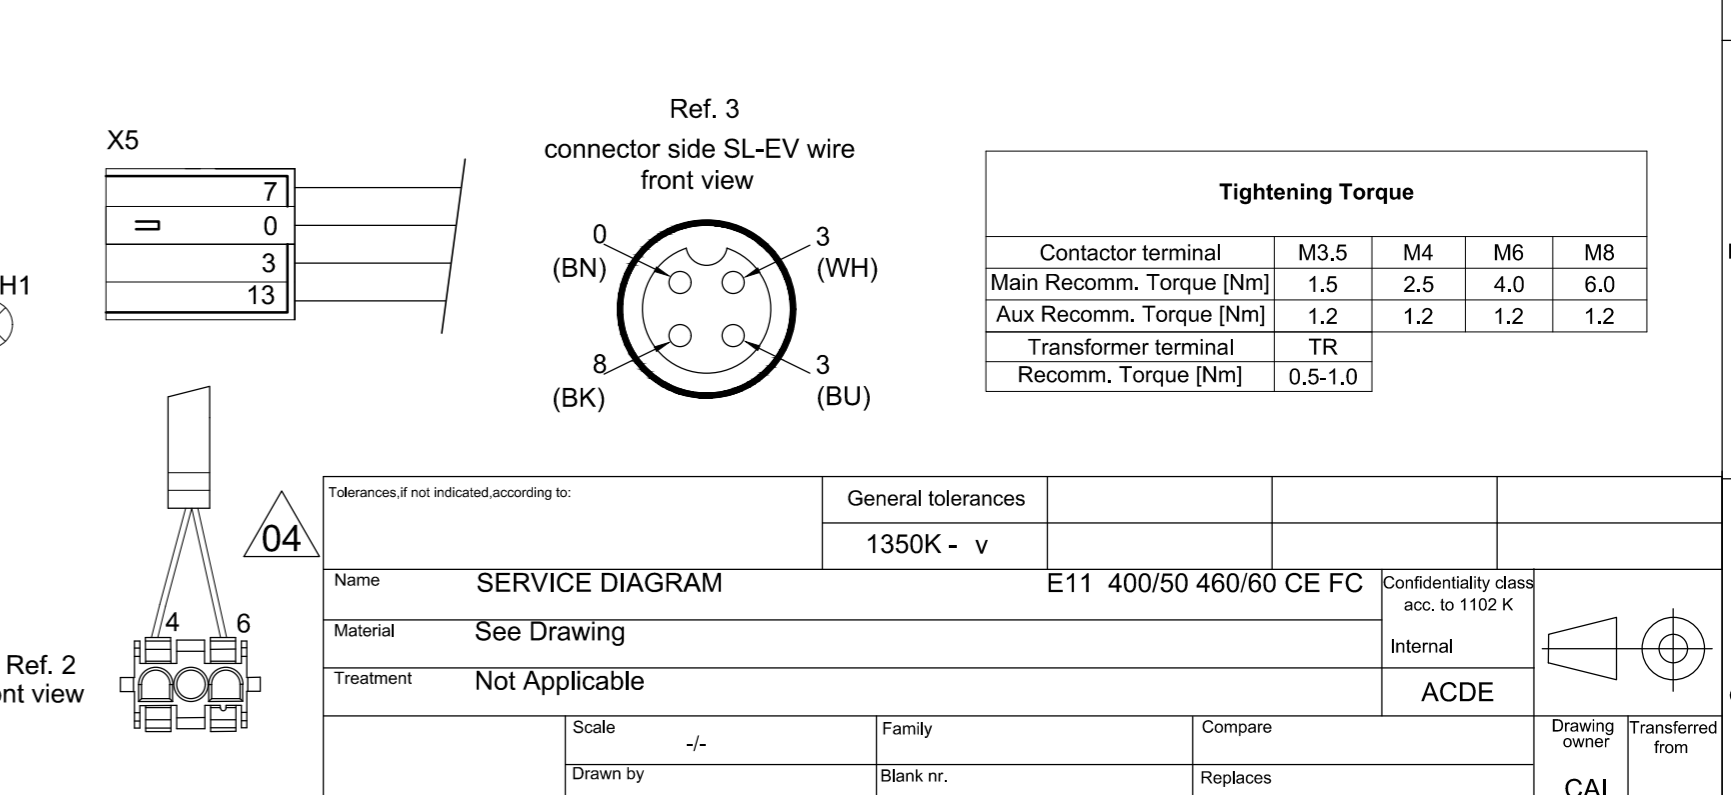 Ref. 3
connector side SL-EV wire
front view
X5
7
0
3
13
H1
0
(BN)
3
(WH)
8
(BK)
3
(BU)
Tightening Torque
Contactor terminal M3.5 M4 M6 M8
Main Recomm. Torque [Nm] 1.5 2.5 4.0 6.0
Aux Recomm. Torque [Nm] 1.2 1.2 1.2 1.2
Transformer terminal TR
Recomm. Torque [Nm] 0.5-1.0
04
4
6
Ref. 2
nt view
Tolerances,if not indicated,according to:
General tolerances
1350K - v
Name SERVICE DIAGRAM E11 400/50 460/60 CE FC
Confidentiality class
acc. to 1102 K
Internal
Material See Drawing
Treatment Not Applicable
ACDE
Scale -/-
Family
Compare
Drawing
owner
Transferred
from
Drawn by
Blank nr.
Replaces